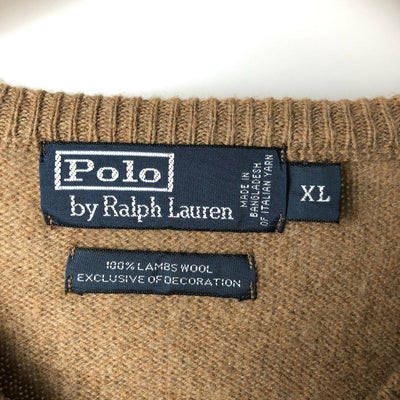 Polo
by Ralph Lauren
MADE IN
BANGLADESH
OF ITALIAN YARN
XL
100% LAMBS WOOL
EXCLUSIVE OF DECORATION